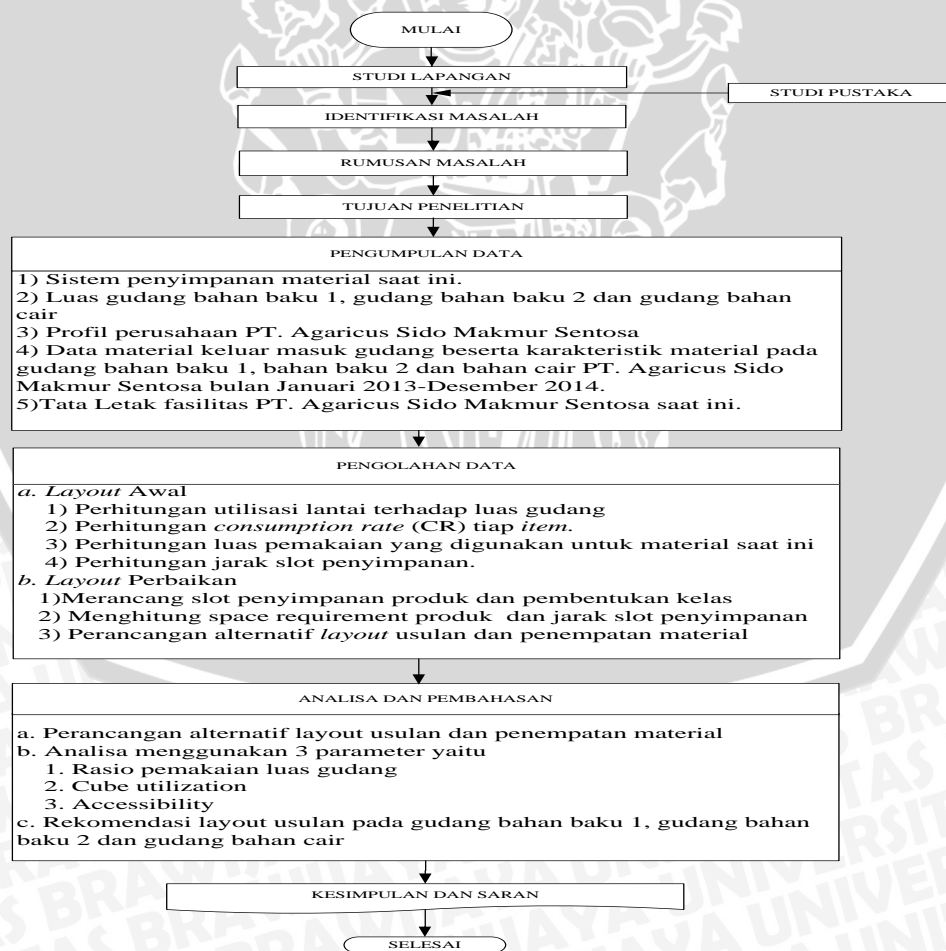 MULAI
STUDI LAPANGAN
STUDI PUSTAKA
IDENTIFIKASI MASALAH
RUMUSAN MASALAH
TUJUAN PENELITIAN
PENGUMPULAN DATA
1) Sistem penyimpanan material saat ini.
2) Luas gudang bahan baku 1, gudang bahan baku 2 dan gudang bahan
cair
3) Profil perusahaan PT. Agaricus Sido Makmur Sentosa
4) Data material keluar masuk gudang beserta karakteristik material pada
gudang bahan baku 1, bahan baku 2 dan bahan cair PT. Agaricus Sido
Makmur Sentosa bulan Januari 2013-Desember 2014.
5)Tata Letak fasilitas PT. Agaricus Sido Makmur Sentosa saat ini.
PENGOLAHAN DATA
a. Layout Awal
1) Perhitungan utilisasi lantai terhadap luas gudang
2) Perhitungan consumption rate (CR) tiap item.
3) Perhitungan luas pemakaian yang digunakan untuk material saat ini
4) Perhitungan jarak slot penyimpanan.
b. Layout Perbaikan
1)Merancang slot penyimpanan produk dan pembentukan kelas
2) Menghitung space requirement produk dan jarak slot penyimpanan
3) Perancangan alternatif layout usulan dan penempatan material
ANALISA DAN PEMBAHASAN
a. Perancangan alternatif layout usulan dan penempatan material
b. Analisa menggunakan 3 parameter yaitu
1. Rasio pemakaian luas gudang
2. Cube utilization
3. Accessibility
c. Rekomendasi layout usulan pada gudang bahan baku 1, gudang bahan
baku 2 dan gudang bahan cair
KESIMPULAN DAN SARAN
SELESAI